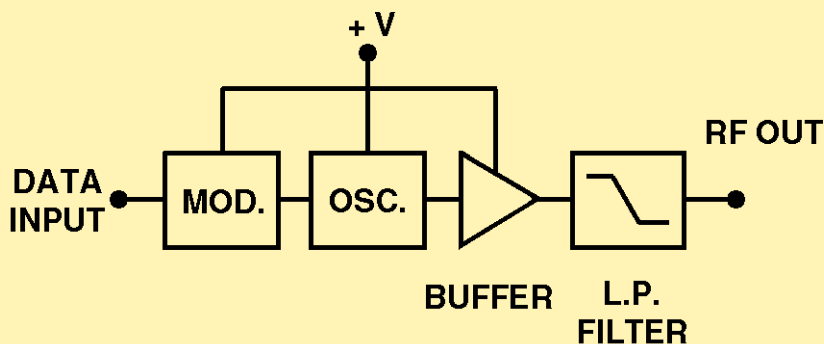 + V
RF OUT
DATA
INPUT
MOD.
OSC.
BUFFER
L.P.
FILTER